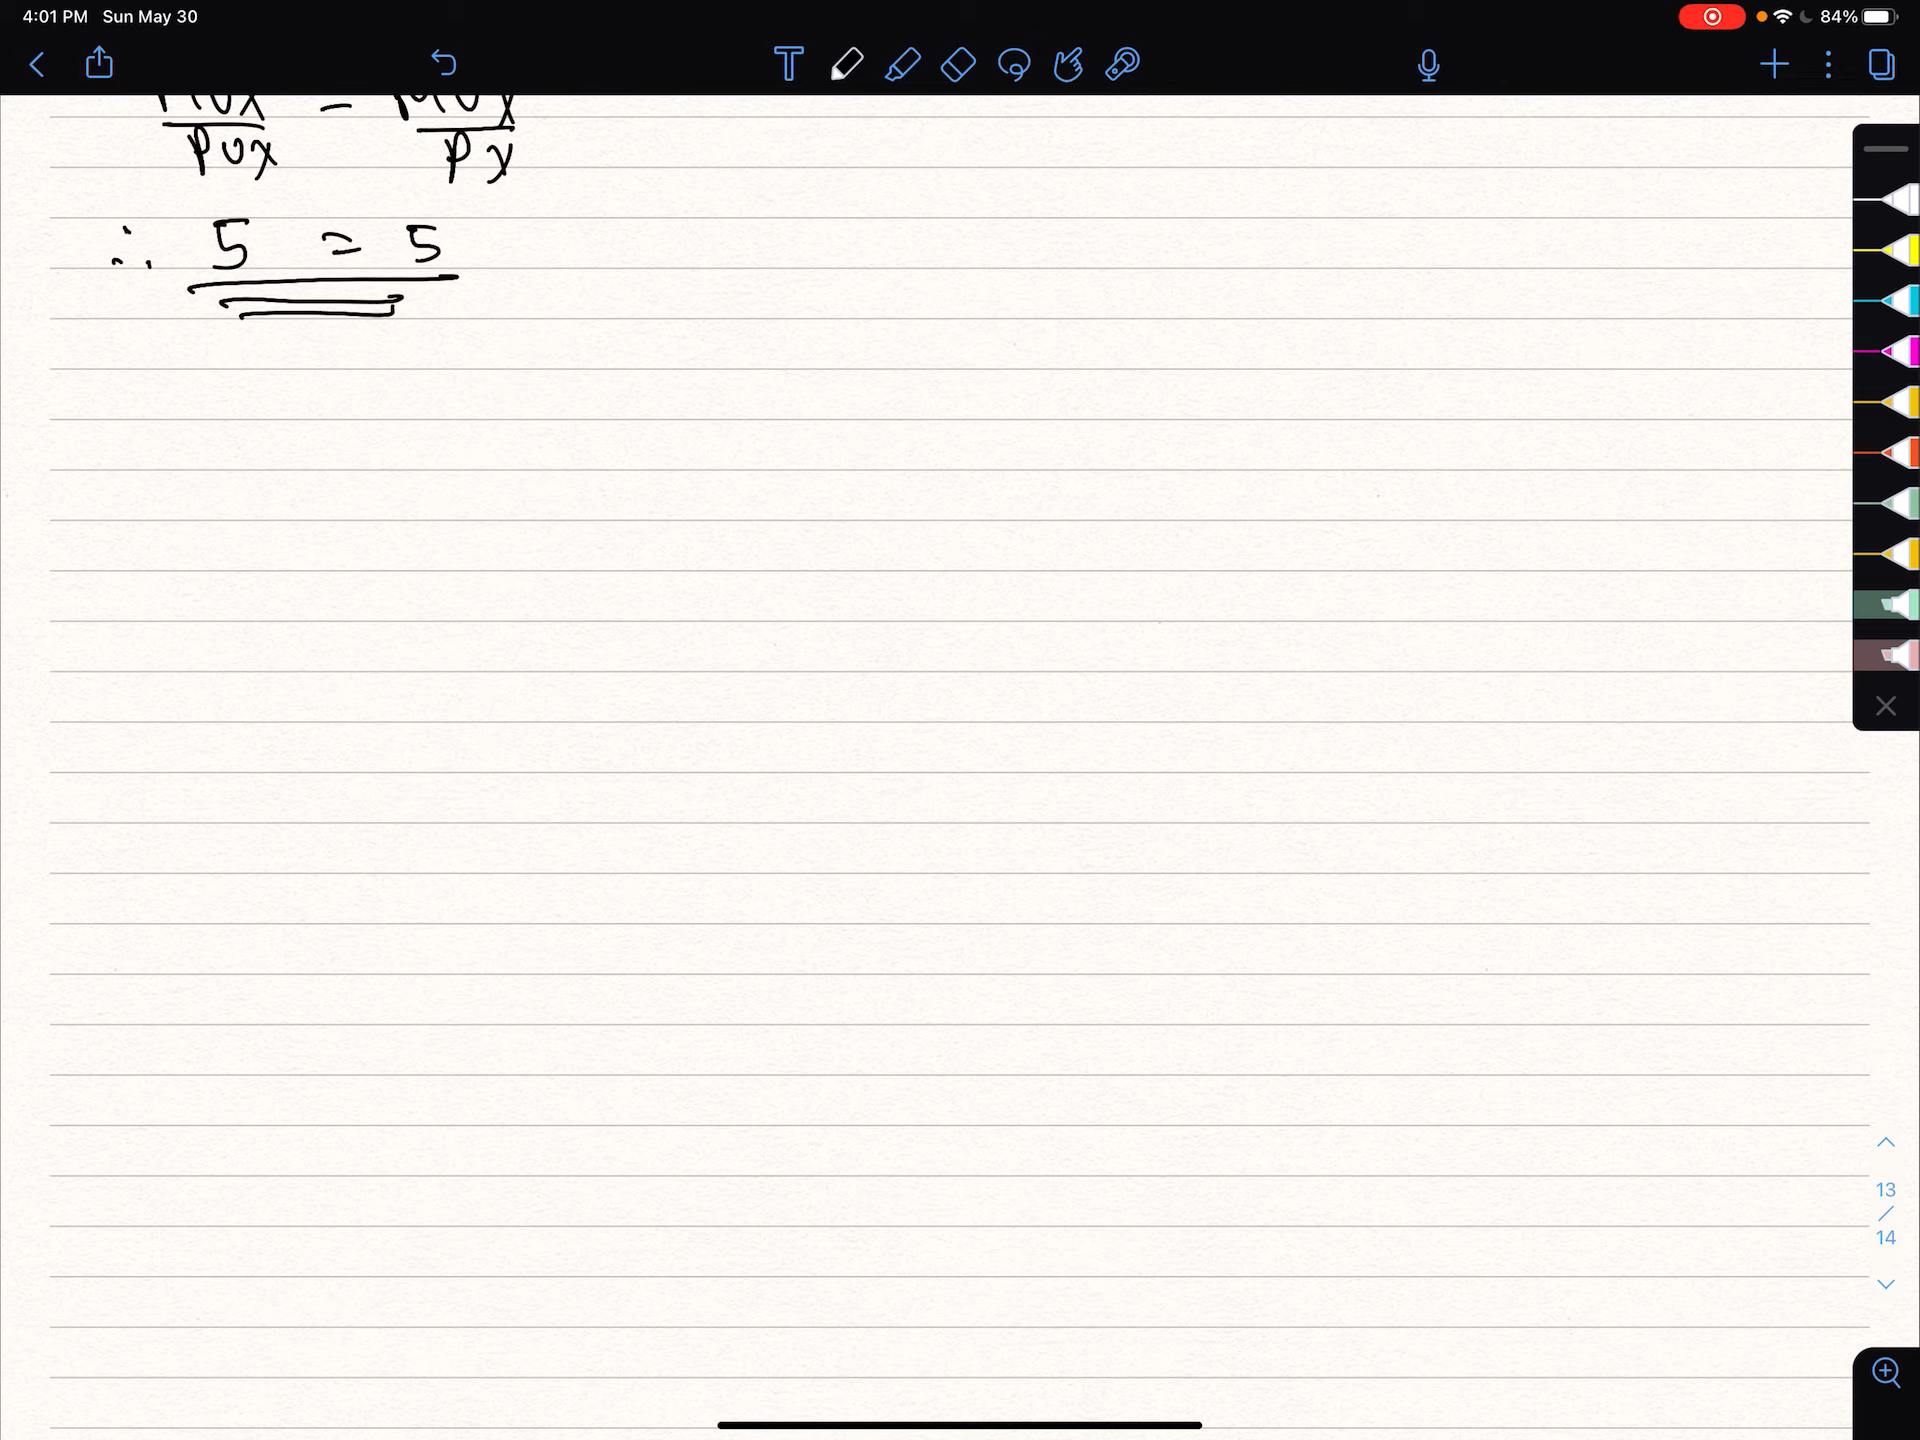 4:01 PM Sun May 30
84%
T
MUx = MUy
Pux Py
∴ 5 = 5
13
/
14